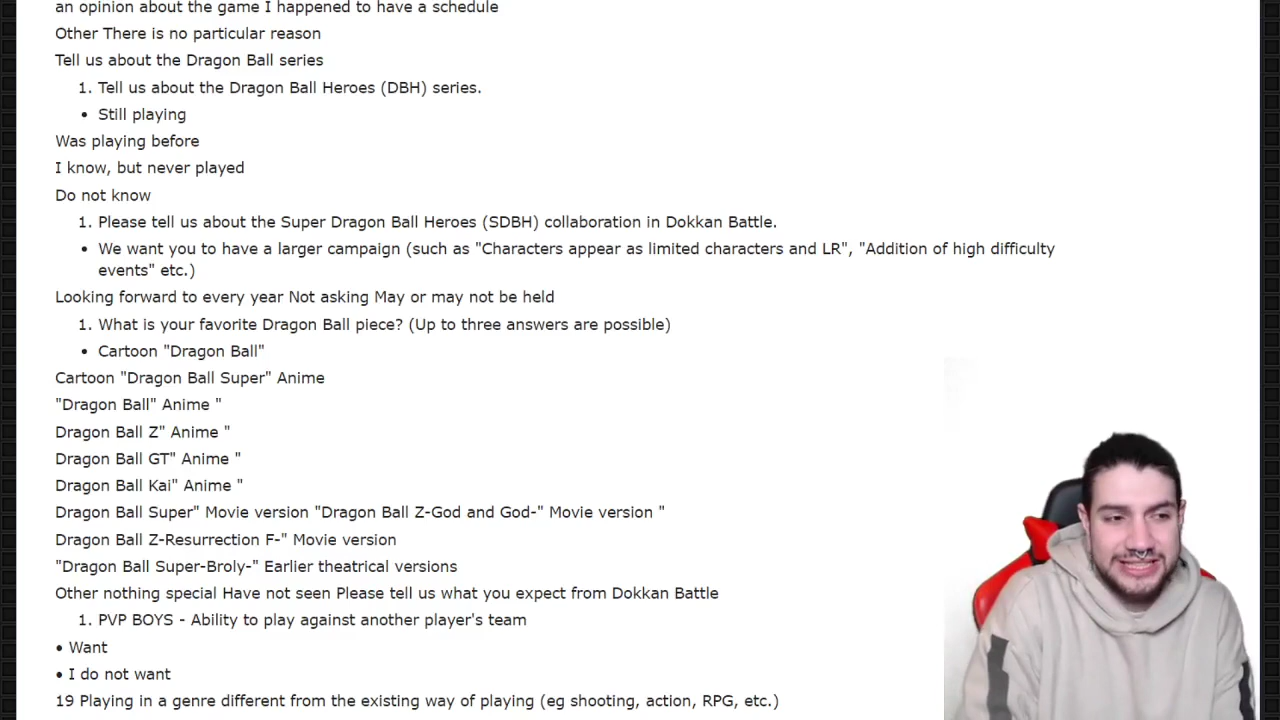 an opinion about the game I happened to have a schedule
Other There is no particular reason
Tell us about the Dragon Ball series
1. Tell us about the Dragon Ball Heroes (DBH) series.
• Still playing
Was playing before
I know, but never played
Do not know
1. Please tell us about the Super Dragon Ball Heroes (SDBH) collaboration in Dokkan Battle.
• We want you to have a larger campaign (such as "Characters appear as limited characters and LR", "Addition of high difficulty
events" etc.)
Looking forward to every year Not asking May or may not be held
1. What is your favorite Dragon Ball piece? (Up to three answers are possible)
• Cartoon "Dragon Ball"
Cartoon "Dragon Ball Super" Anime
"Dragon Ball" Anime "
Dragon Ball Z" Anime "
Dragon Ball GT" Anime "
Dragon Ball Kai" Anime "
Dragon Ball Super" Movie version "Dragon Ball Z-God and God-" Movie version "
Dragon Ball Z-Resurrection F-" Movie version
"Dragon Ball Super-Broly-" Earlier theatrical versions
Other nothing special Have not seen Please tell us what you expect from Dokkan Battle
1. PVP BOYS - Ability to play against another player's team
• Want
• I do not want
19 Playing in a genre different from the existing way of playing (eg shooting, action, RPG, etc.)